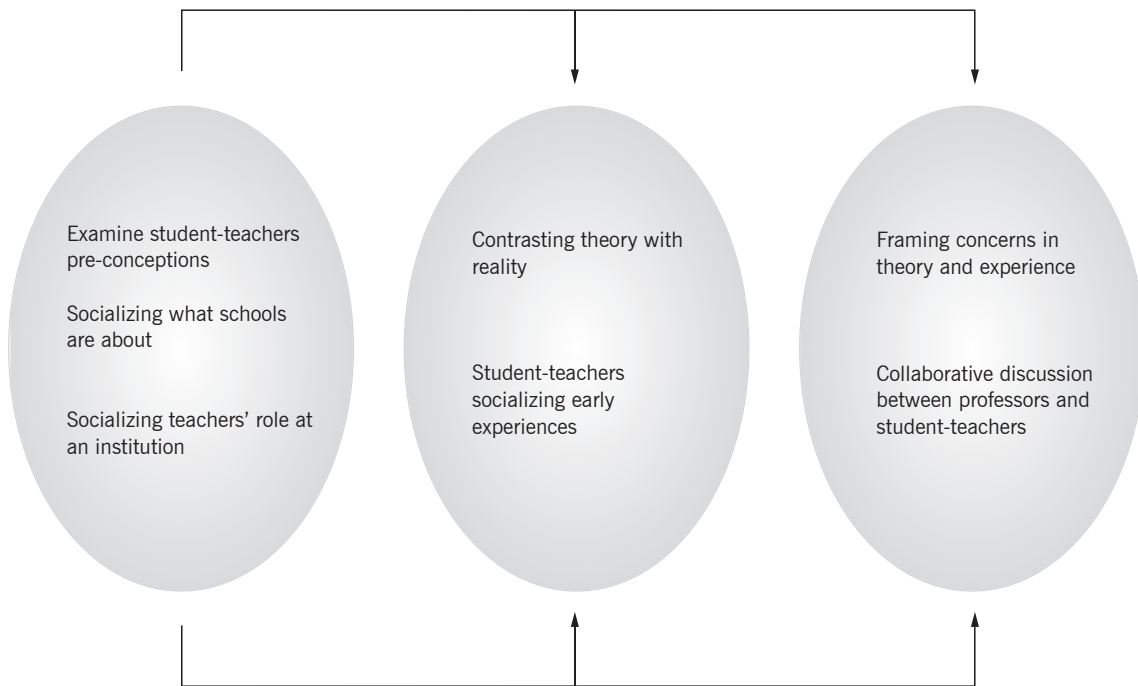 Examine student-teachers
pre-conceptions
Socializing what schools
are about
Socializing teachers’ role at
an institution
Contrasting theory with
reality
Student-teachers
socializing early
experiences
Framing concerns in
theory and experience
Collaborative discussion
between professors and
student-teachers